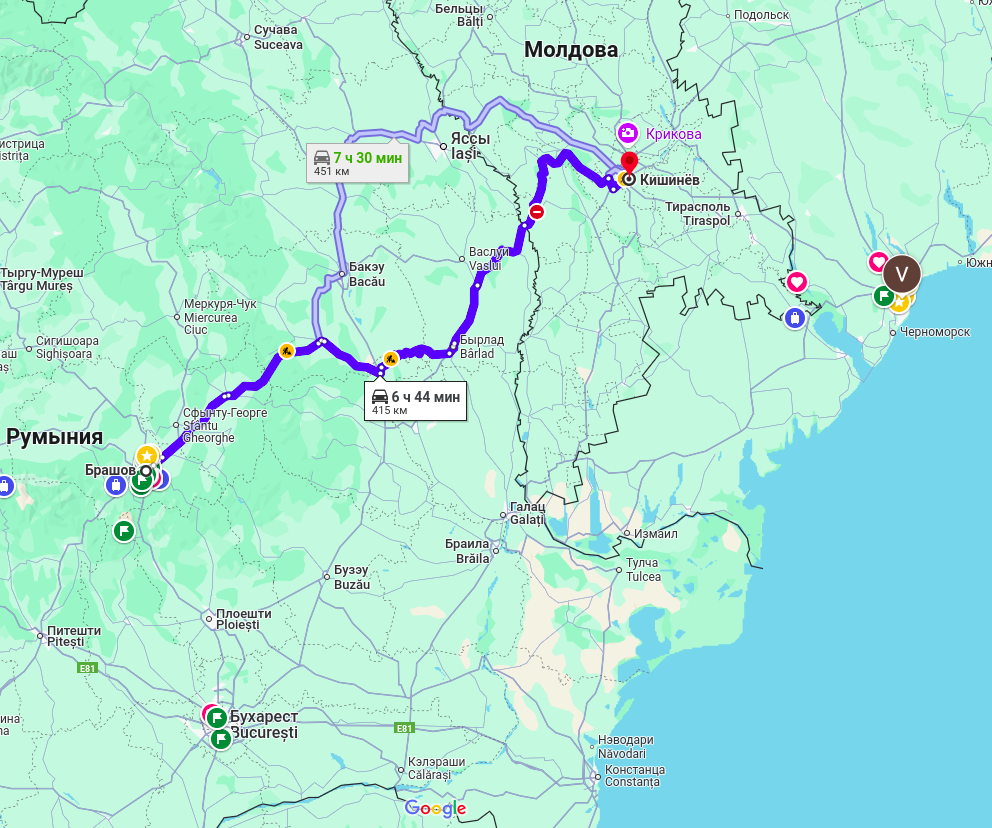 Бельцы
Bălți
Подольск
Сучава
Suceava
Молдова
Крикова
Яссы
Iași
7 ч 30 мин
451 км
Кишинёв
Тирасполь
Tiraspol
Васлуй
Vaslui
Бакэу
Bacău
Тыргу-Муреш
Târgu Mureș
V
Меркуря-Чук
Miercurea
Ciuc
Черноморск
Сигишоара
Sighișoara
Бырлад
Bârlad
6 ч 44 мин
415 км
Сфынту-Георге
Sfântu
Gheorghe
Румыния
Брашов
Галац
Galați
Измаил
Браила
Brăila
Тулча
Tulcea
Бузэу
Buzău
Плоешти
Ploiești
Питешти
Pitești
E81
Бухарест
București
E81
Нэводари
Năvodari
Кэлэраши
Călărași
Констанца
Constanța
Google